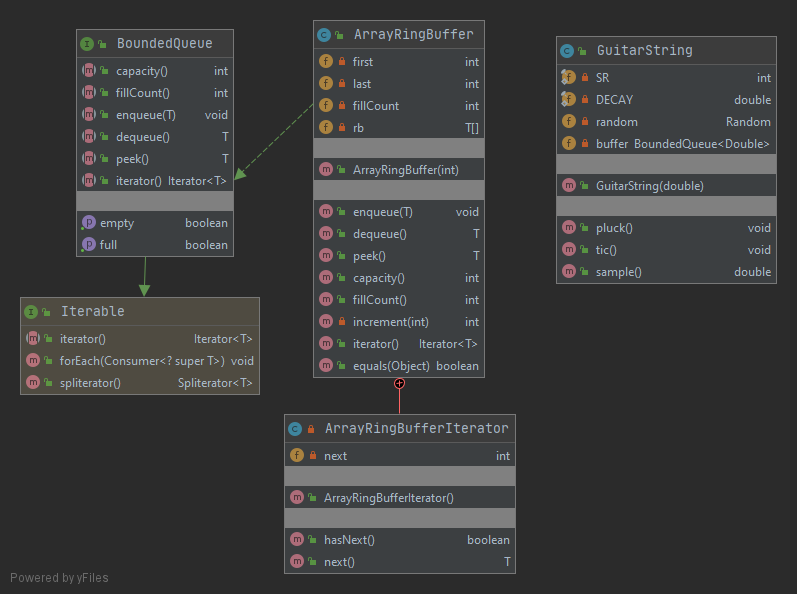 BoundedQueue
capacity() int
fillCount() int
enqueue(T) void
dequeue() T
peek() T
iterator() Iterator<T>
empty boolean
full boolean
Iterable
iterator() Iterator<T>
forEach(Consumer<? super T>) void
spliterator() Spliterator<T>
ArrayRingBuffer
first int
last int
fillCount int
rb T[]
ArrayRingBuffer(int)
enqueue(T) void
dequeue() T
peek() T
capacity() int
fillCount() int
increment(int) int
iterator() Iterator<T>
equals(Object) boolean
ArrayRingBufferIterator
next int
ArrayRingBufferIterator()
hasNext() boolean
next() T
GuitarString
SR int
DECAY double
random Random
buffer BoundedQueue<Double>
GuitarString(double)
pluck() void
tic() void
sample() double
Powered by yFiles